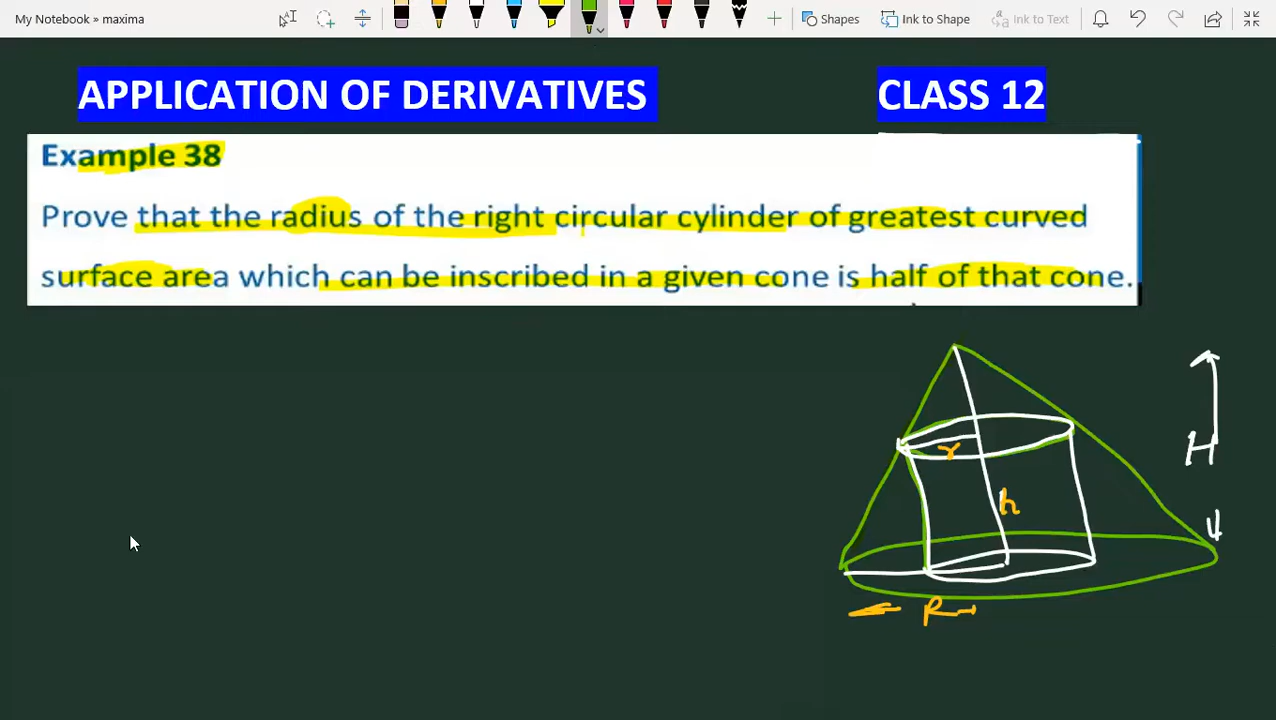 My Notebook » maxima
Shapes
Ink to Shape
Ink to Text
APPLICATION OF DERIVATIVES CLASS 12
Example 38
Prove that the radius of the right circular cylinder of greatest curved
surface area which can be inscribed in a given cone is half of that cone.
r
H
h
R